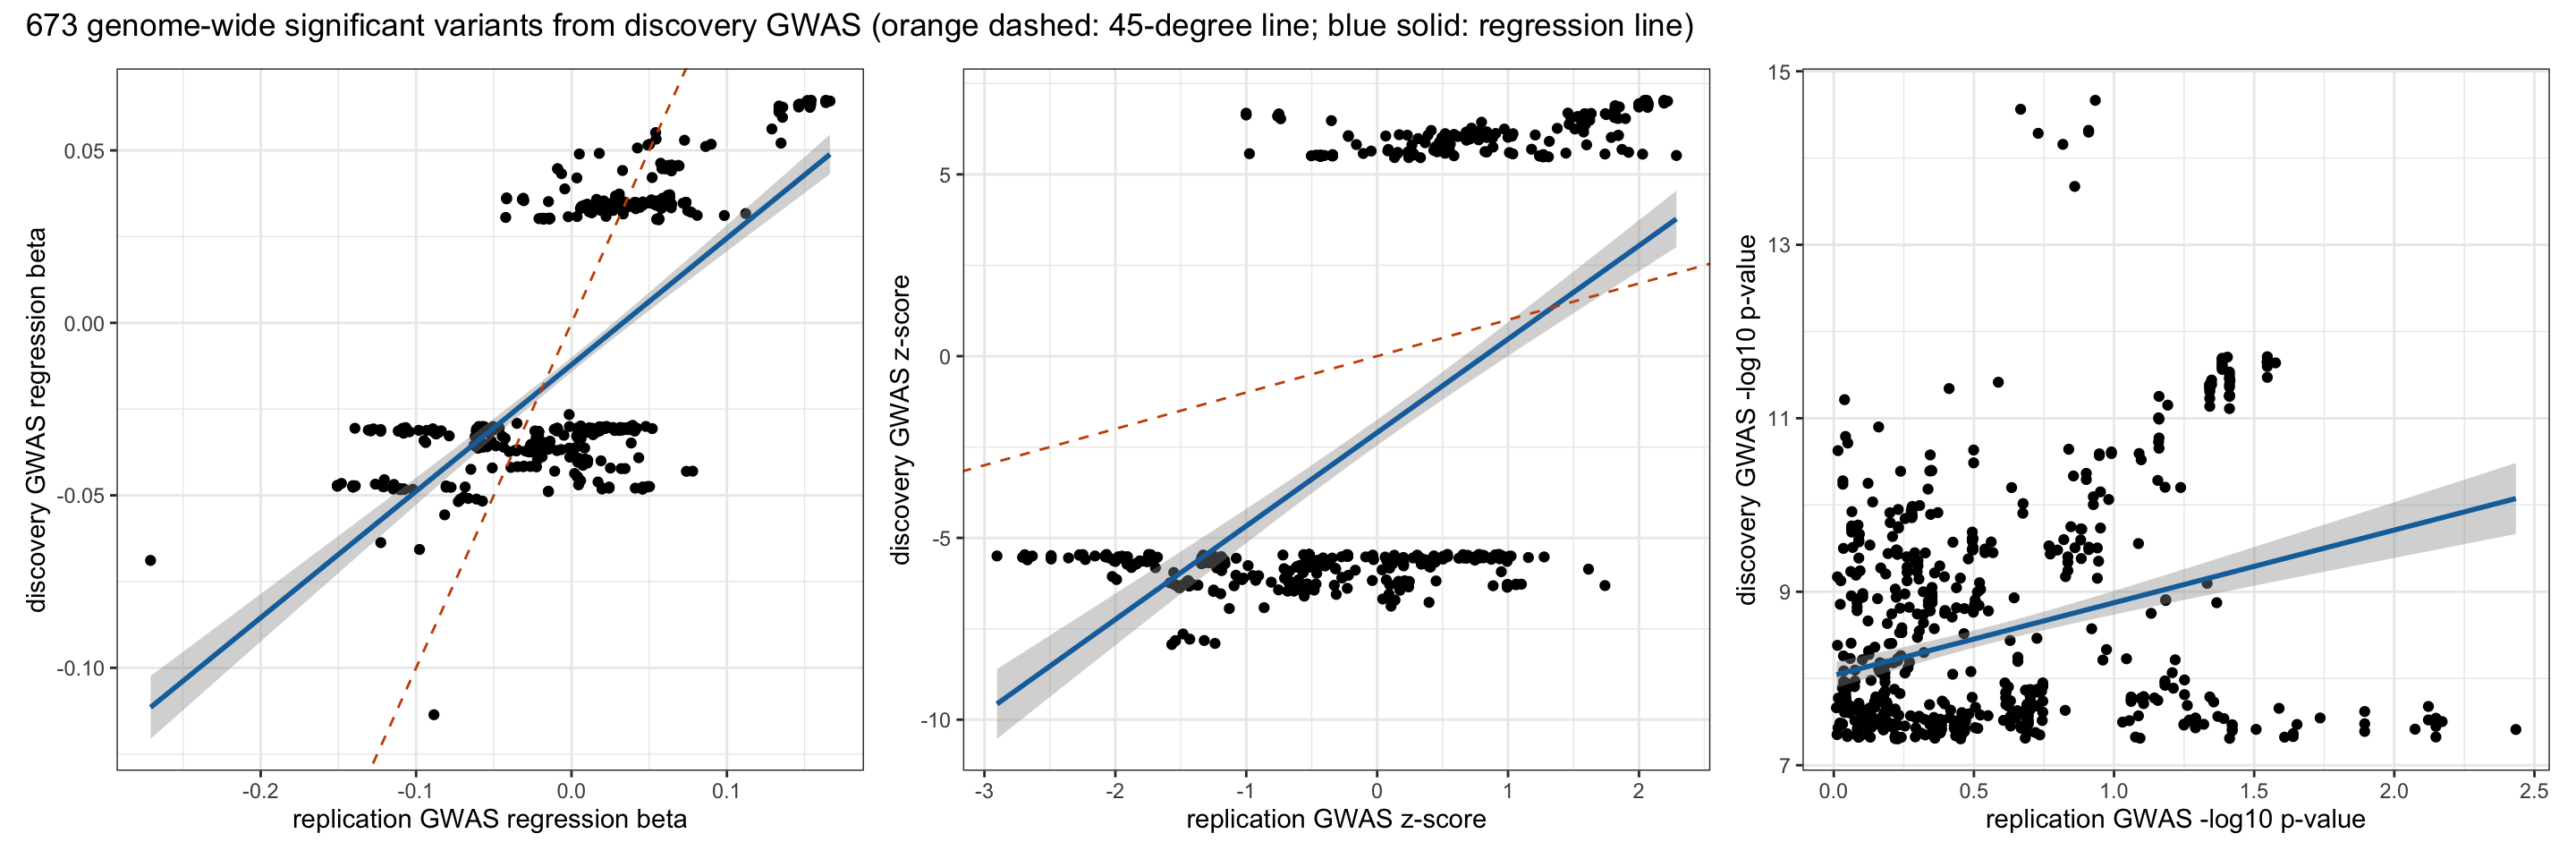 673 genome-wide significant variants from discovery GWAS (orange dashed: 45-degree line; blue solid: regression line)
discovery GWAS regression beta
0.05
0.00
-0.05
-0.10
-0.2 -0.1 0.0 0.1
replication GWAS regression beta
discovery GWAS z-score
5
0
-5
-10
-3 -2 -1 0 1 2
replication GWAS z-score
discovery GWAS -log10 p-value
15
13
11
9
7
0.0 0.5 1.0 1.5 2.0 2.5
replication GWAS -log10 p-value